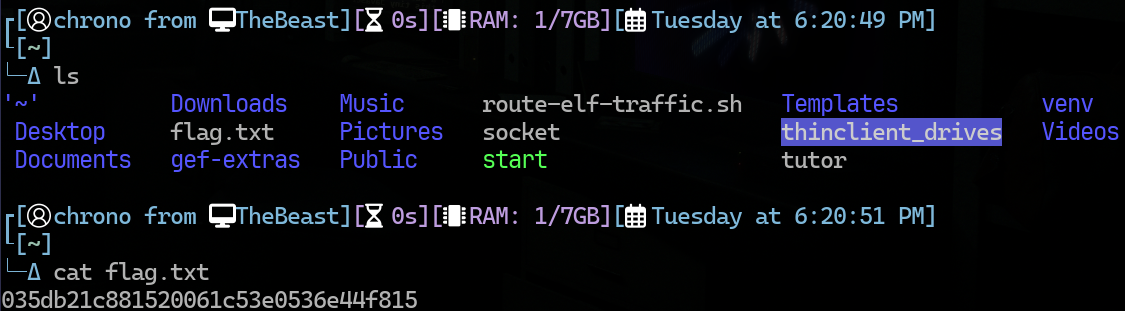 [chrono from TheBeast][0s][RAM: 1/7GB][Tuesday at 6:20:49 PM]
[~]
Δ ls
'~' Downloads Music route-elf-traffic.sh Templates venv
Desktop flag.txt Pictures socket thinclient_drives Videos
Documents gef-extras Public start tutor
[chrono from TheBeast][0s][RAM: 1/7GB][Tuesday at 6:20:51 PM]
[~]
Δ cat flag.txt
035db21c881520061c53e0536e44f815